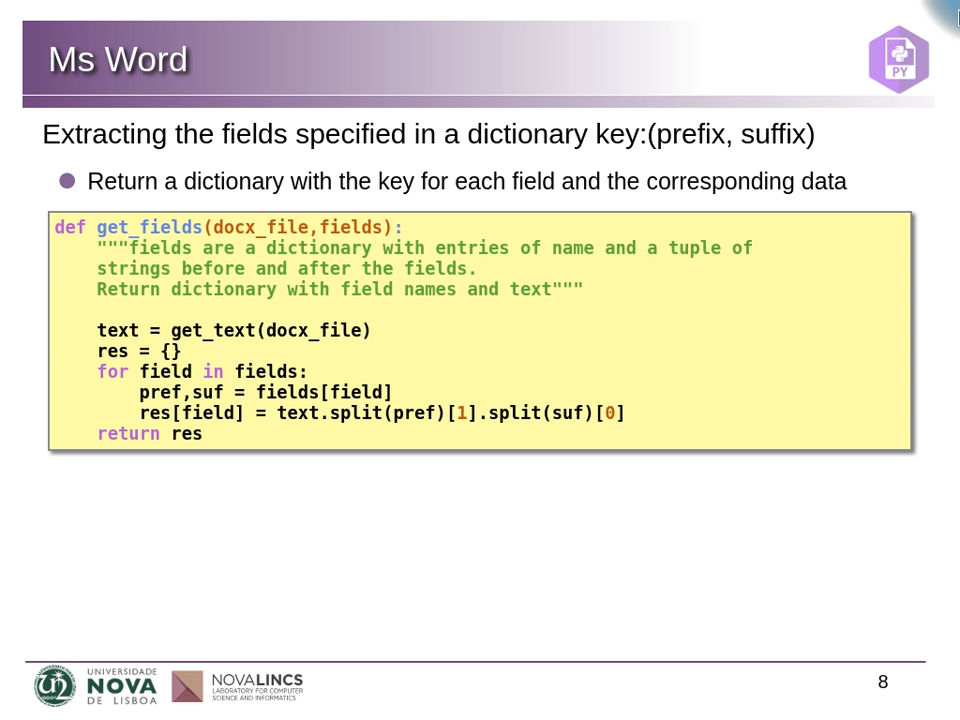 Ms Word
PY
Extracting the fields specified in a dictionary key:(prefix, suffix)
Return a dictionary with the key for each field and the corresponding data
def get_fields(docx_file,fields):
    """fields are a dictionary with entries of name and a tuple of
    strings before and after the fields.
    Return dictionary with field names and text"""
    text = get_text(docx_file)
    res = {}
    for field in fields:
        pref,suf = fields[field]
        res[field] = text.split(pref)[1].split(suf)[0]
    return res
UNIVERSIDADE
NOVA
DE LISBOA
NOVALINCS
LABORATORY FOR COMPUTER
SCIENCE AND INFORMATICS
8